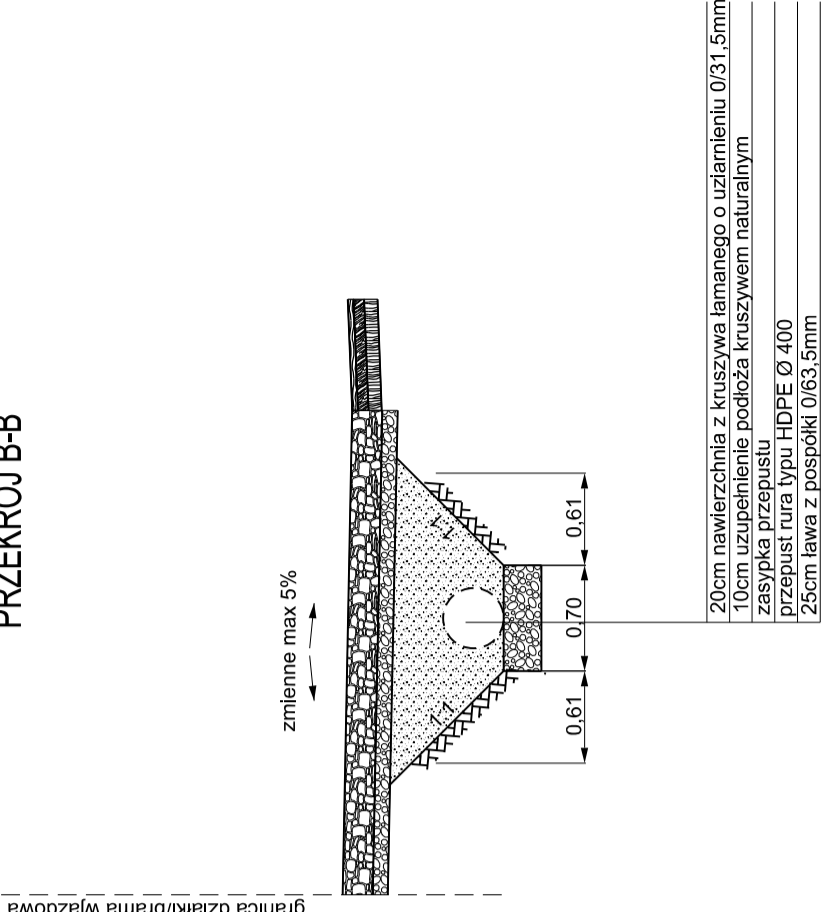 PRZEKRÓJ B-B
zmienne max 5%
1:1
1:1
0,61
0,70
0,61
20cm nawierzchnia z kruszywa łamanego o uziarnieniu 0/31,5mm
10cm uzupełnienie podłoża kruszywem naturalnym
zasypka przepustu
przepust rura typu HDPE Ø 400
25cm ława z pospółki 0/63,5mm
granica działki/brama wjazdowa